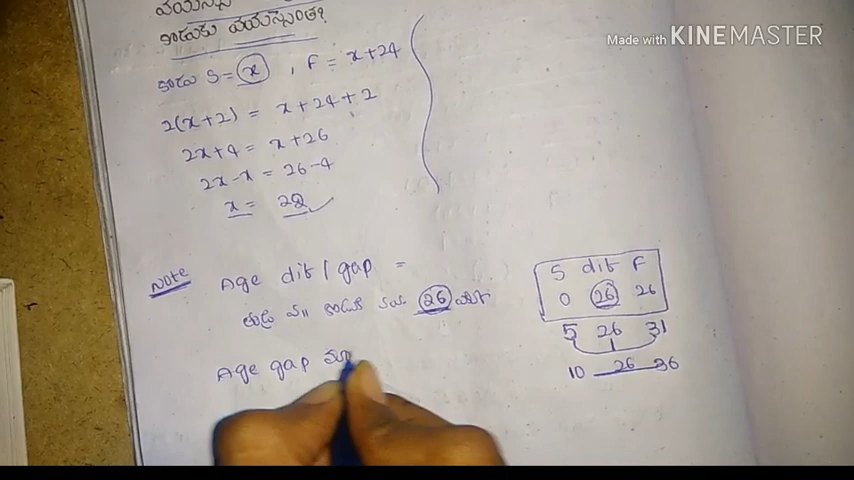 Made with KINEMASTER
కొడుకు వయస్సెంత?
S = x , F = x+24
2(x+2) = x+24+2
2x+4 = x+26
2x-x = 26-4
x = 22
Note
Age dif / gap =
26
Age gap
S dif F
0 26 26
5 26 31
10 26 36